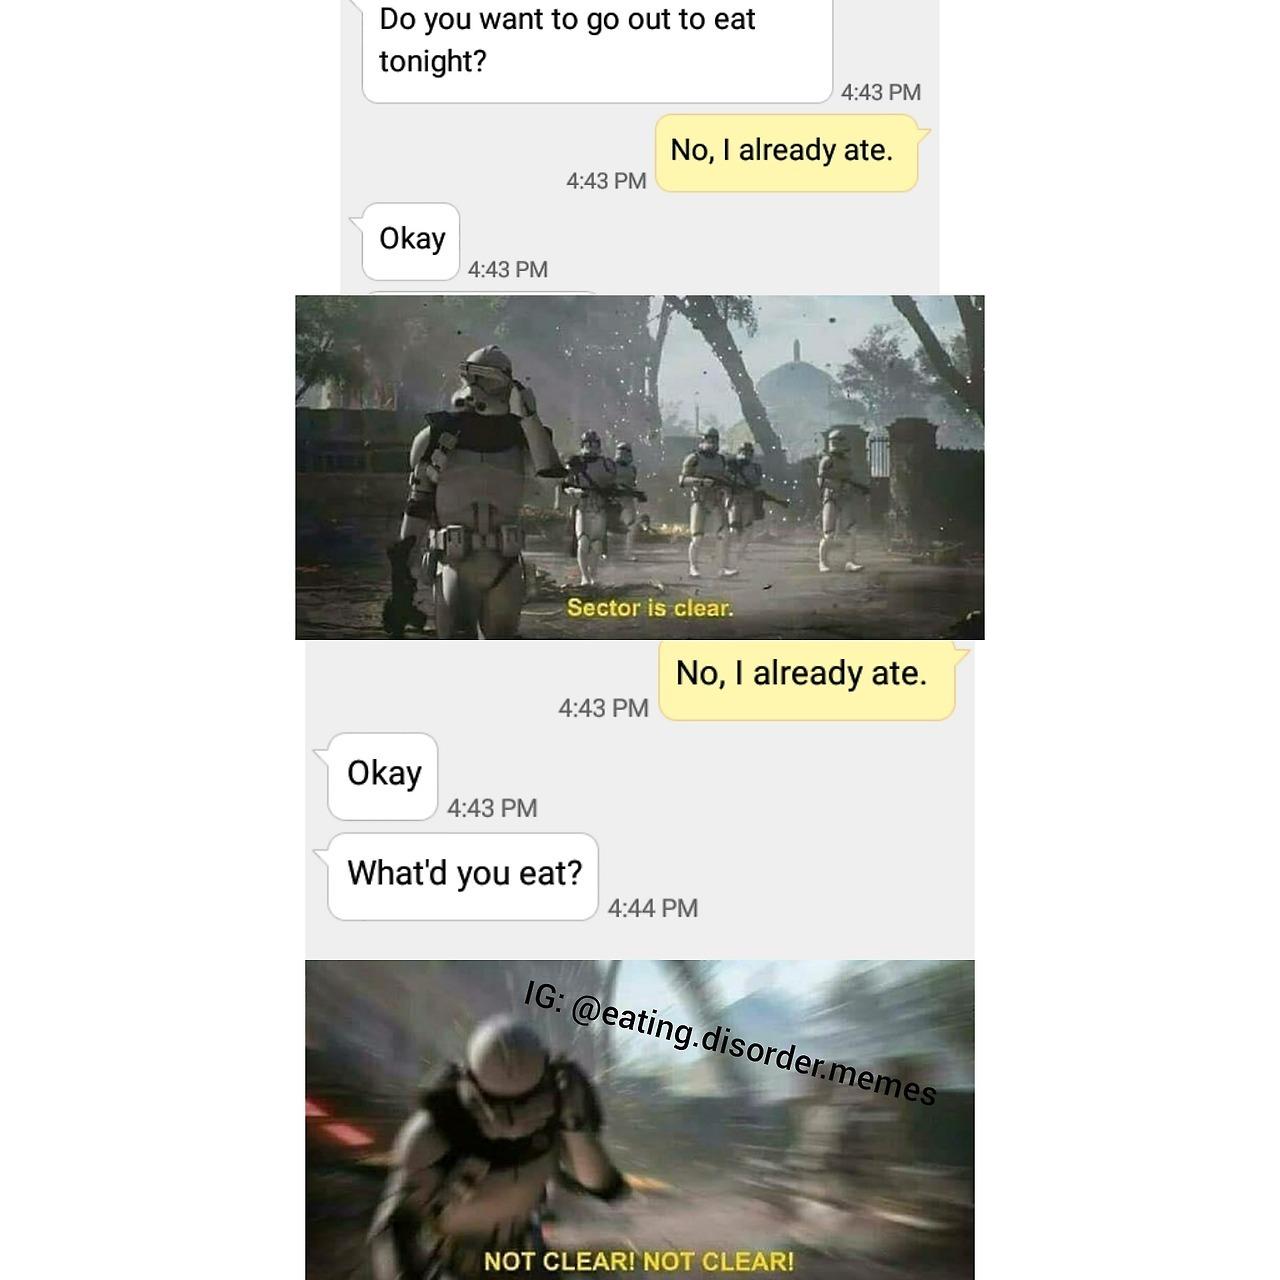 Do you want to go out to eat
tonight?
4:43 PM
No, I already ate.
4:43 PM
Okay
4:43 PM
Sector is clear.
No, I already ate.
4:43 PM
Okay
4:43 PM
What'd you eat?
4:44 PM
IG: @eating.disorder.memes
NOT CLEAR! NOT CLEAR!